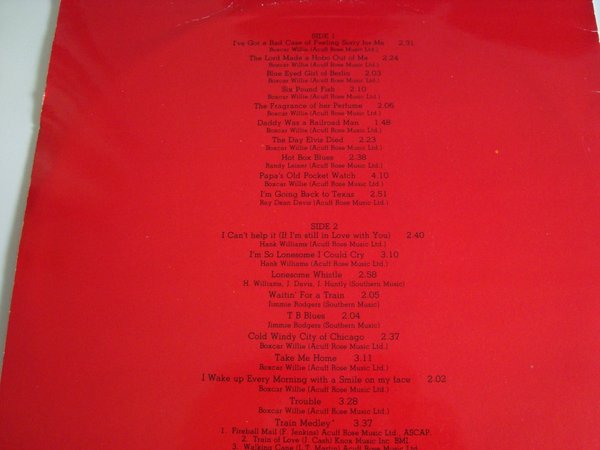 SIDE 1
I've Got a Bad Case of Feeling Sorry for Me 2.31
Boxcar Willie (Acuff Rose Music Ltd.)
The Lord Made a Hobo Out of Me 2.24
Boxcar Willie (Acuff Rose Music Ltd.)
Blue Eyed Girl of Berlin 2.03
Boxcar Willie (Acuff Rose Music Ltd.)
Six Pound Fish 2.10
Boxcar Willie (Acuff Rose Music Ltd.)
The Fragrance of her Perfume 2.06
Boxcar Willie (Acuff Rose Music Ltd.)
Daddy Was a Railroad Man 1.48
Boxcar Willie (Acuff Rose Music Ltd.)
The Day Elvis Died 2.23
Boxcar Willie (Acuff Rose Music Ltd.)
Hot Box Blues 2.38
Randy (Acuff Rose Music Ltd.)
Papa's Old Pocket Watch 4.10
Boxcar Willie (Acuff Rose Music Ltd.)
I'm Going Back to Texas 2.51
Roy Dean Davis (Acuff Rose Music Ltd.)
SIDE 2
I Can't help it (If I'm still in Love with You) 2.40
Hank Williams (Acuff Rose Music Ltd.)
I'm So Lonesome I Could Cry 3.10
Hank Williams (Acuff Rose Music Ltd.)
Lonesome Whistle 2.58
H. Williams, J. Davis, J. Huntly (Southern Music)
Waitin' For a Train 2.05
Jimmie Rodgers (Southern Music)
T B Blues 2.04
Jimmie Rodgers (Southern Music)
Cold Windy City of Chicago 2.37
Boxcar Willie (Acuff Rose Music Ltd.)
Take Me Home 3.11
Boxcar Willie (Acuff Rose Music Ltd.)
I Wake up Every Morning with a Smile on my face 2.02
Boxcar Willie (Acuff Rose Music Ltd.)
Trouble 3.28
Boxcar Willie (Acuff Rose Music Ltd.)
Train Medley* 3.37
1. Fireball Mail (F. Jenkins) Acuff Rose Music Ltd., ASCAP.
2. Train of Love (J. Cash) Knox Music Inc. BMI.
3. Walking Cane (J. T. Martin) Acuff Rose Music Ltd.